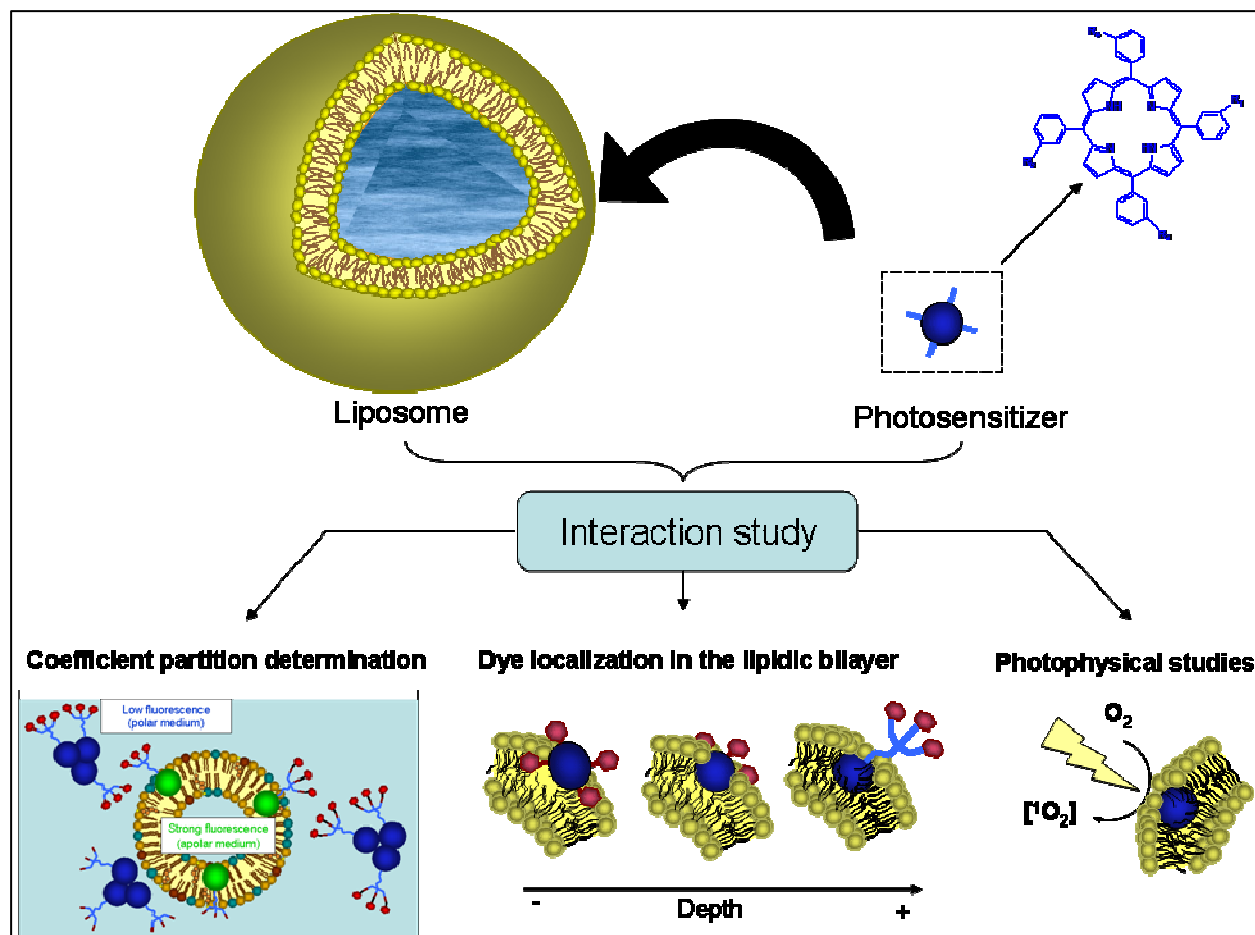 Liposome
Photosensitizer
Interaction study
Coefficient partition determination
Dye localization in the lipidic bilayer
Photophysical studies
Low fluorescence
(polar medium)
Strong fluorescence
(apolar medium)
O₂
[¹O₂]
-
Depth
+